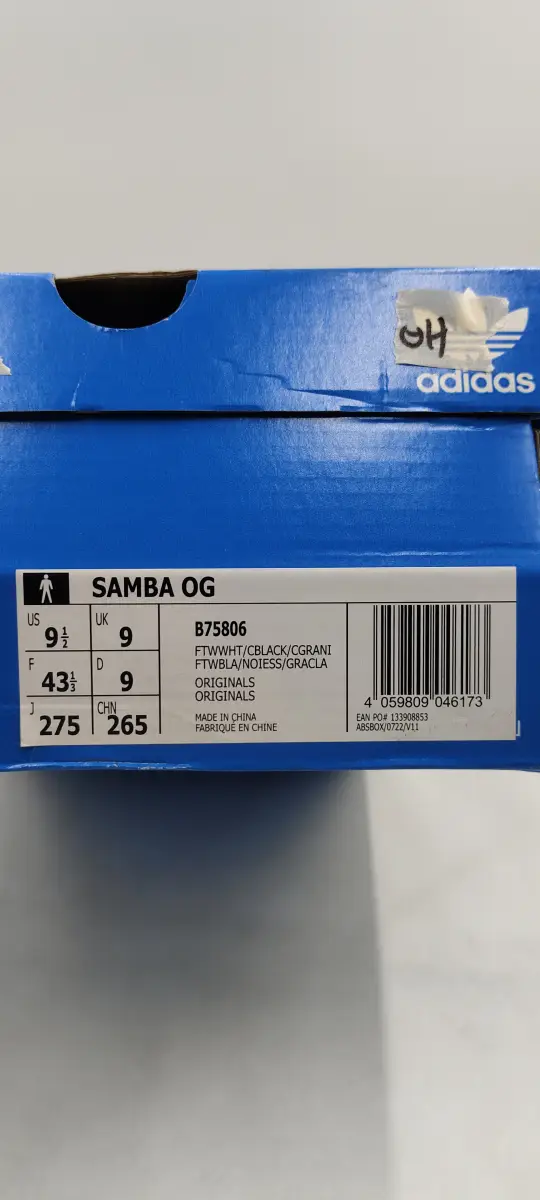 OH
adidas
SAMBA OG
US
9½
UK
9
F
43⅓
D
9
J
275
CHN
265
B75806
FTWWHT/CBLACK/CGRANI
FTWBLA/NOIESS/GRACLA
ORIGINALS
ORIGINALS
MADE IN CHINA
FABRIQUÉ EN CHINE
4 059809 046173
EAN PO# 133908853
ABSBOX/0722/V11